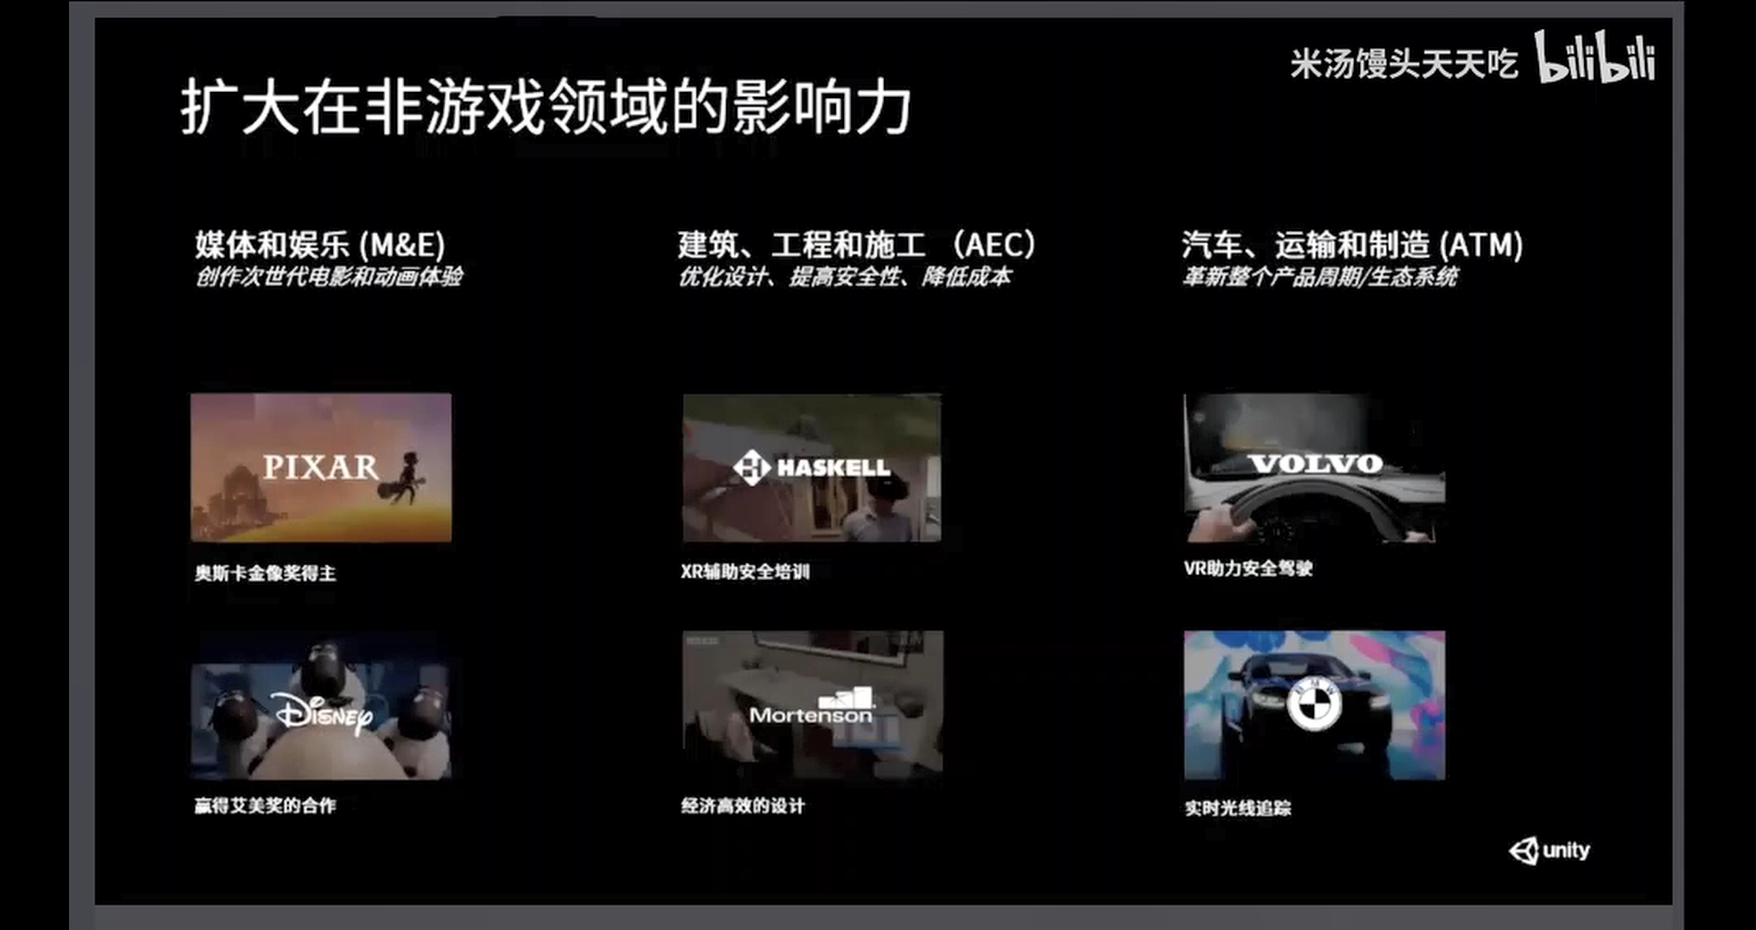 米汤馒头天天吃 bilibili
扩大在非游戏领域的影响力
媒体和娱乐 (M&E)
创作次世代电影和动画体验
PIXAR
奥斯卡金像奖得主
DISNEY
赢得艾美奖的合作
建筑、工程和施工 （AEC）
优化设计、提高安全性、降低成本
HASKELL
XR辅助安全培训
Mortenson
经济高效的设计
汽车、运输和制造 (ATM)
革新整个产品周期/生态系统
VOLVO
VR助力安全驾驶
BMW
实时光线追踪
unity